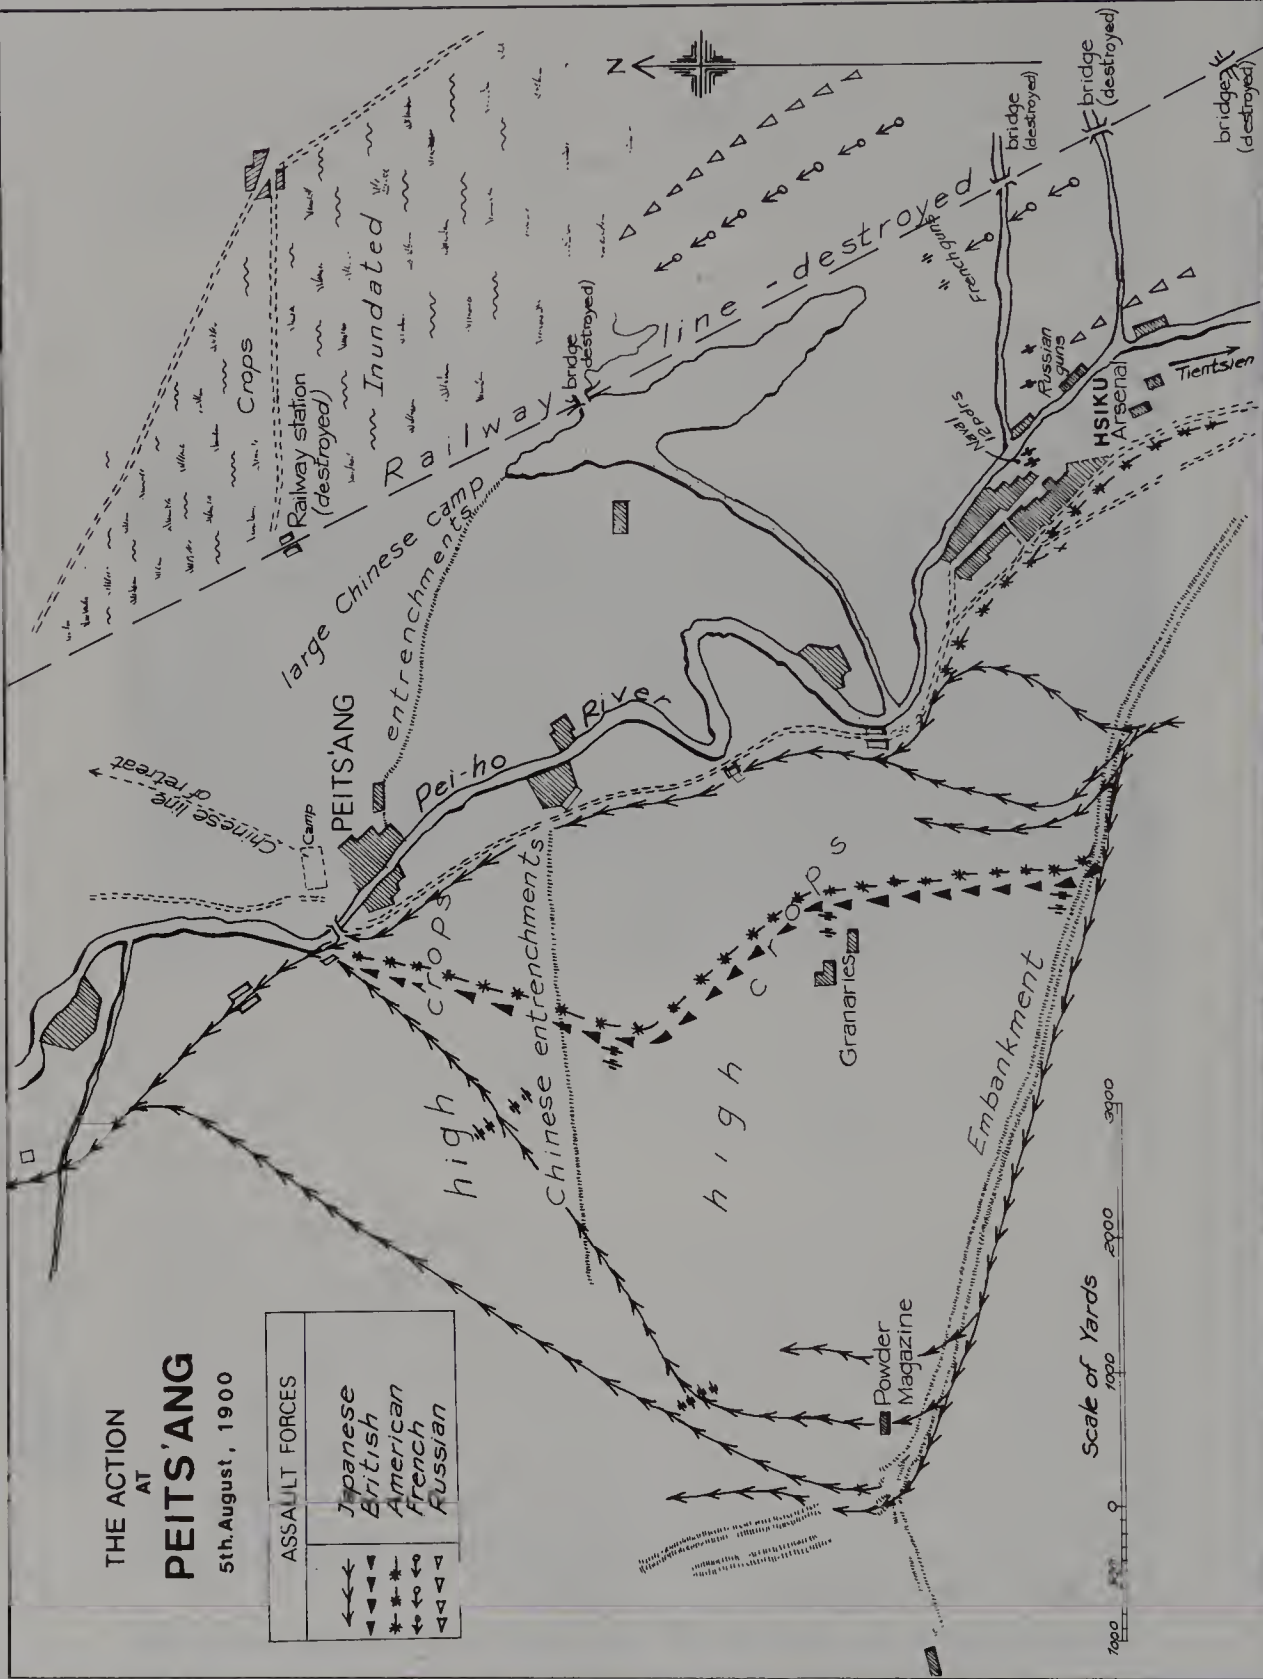 THE ACTION
AT
PEITS'ANG
5th. August, 1900
ASSAULT FORCES
Japanese
British
American
French
Russian
Chinese line
of retreat
Camp
PEITS'ANG
large Chinese camp
entrenchments
Pei-ho River
Railway station
(destroyed)
Crops
Inundated
Railway line - destroyed
bridge
(destroyed)
N
French guns
bridge
(destroyed)
bridge
(destroyed)
bridge
(destroyed)
Naval
12 pdrs
Russian
guns
HSIKU
Arsenal
Tientsien
high crops
Chinese entrenchments
high crops
Granaries
Embankment
Powder
Magazine
Scale of Yards
1000
500
0
1000
2000
3000